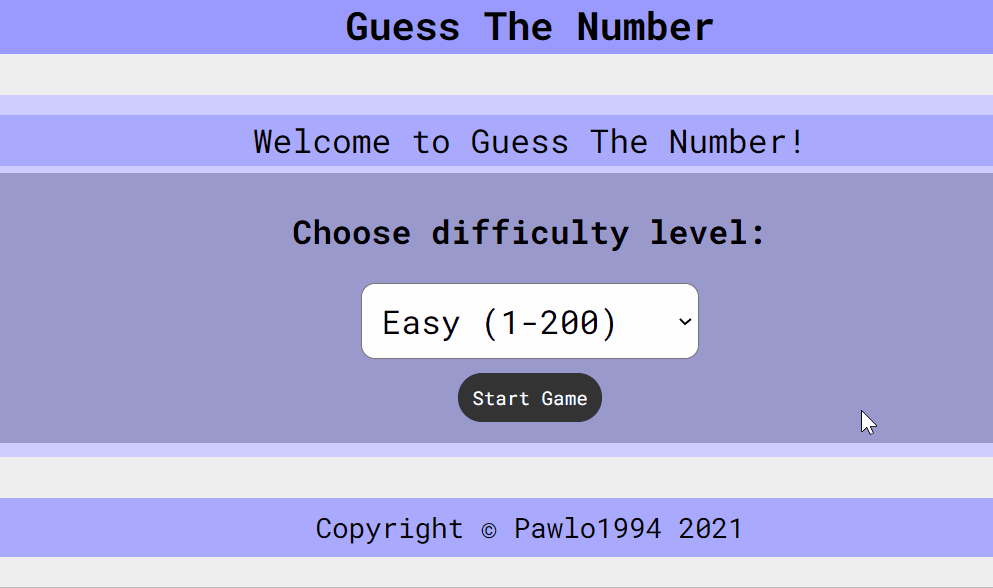 Guess The Number
Welcome to Guess The Number!
Choose difficulty level:
Easy (1-200)
Start Game
Copyright © Pawlo1994 2021